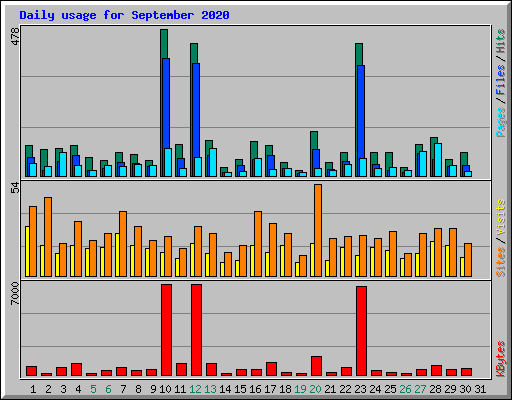 Daily usage for September 2020
478
Pages / Files / Hits
54
Sites / Visits
7000
KBytes
1 2 3 4 5 6 7 8 9 10 11 12 13 14 15 16 17 18 19 20 21 22 23 24 25 26 27 28 29 30 31